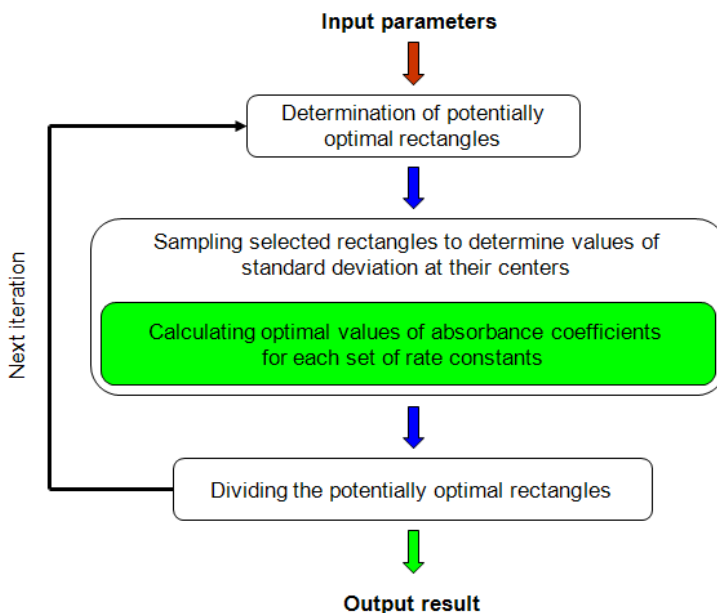 Input parameters
Determination of potentially
optimal rectangles
Sampling selected rectangles to determine values of
standard deviation at their centers
Calculating optimal values of absorbance coefficients
for each set of rate constants
Next iteration
Dividing the potentially optimal rectangles
Output result